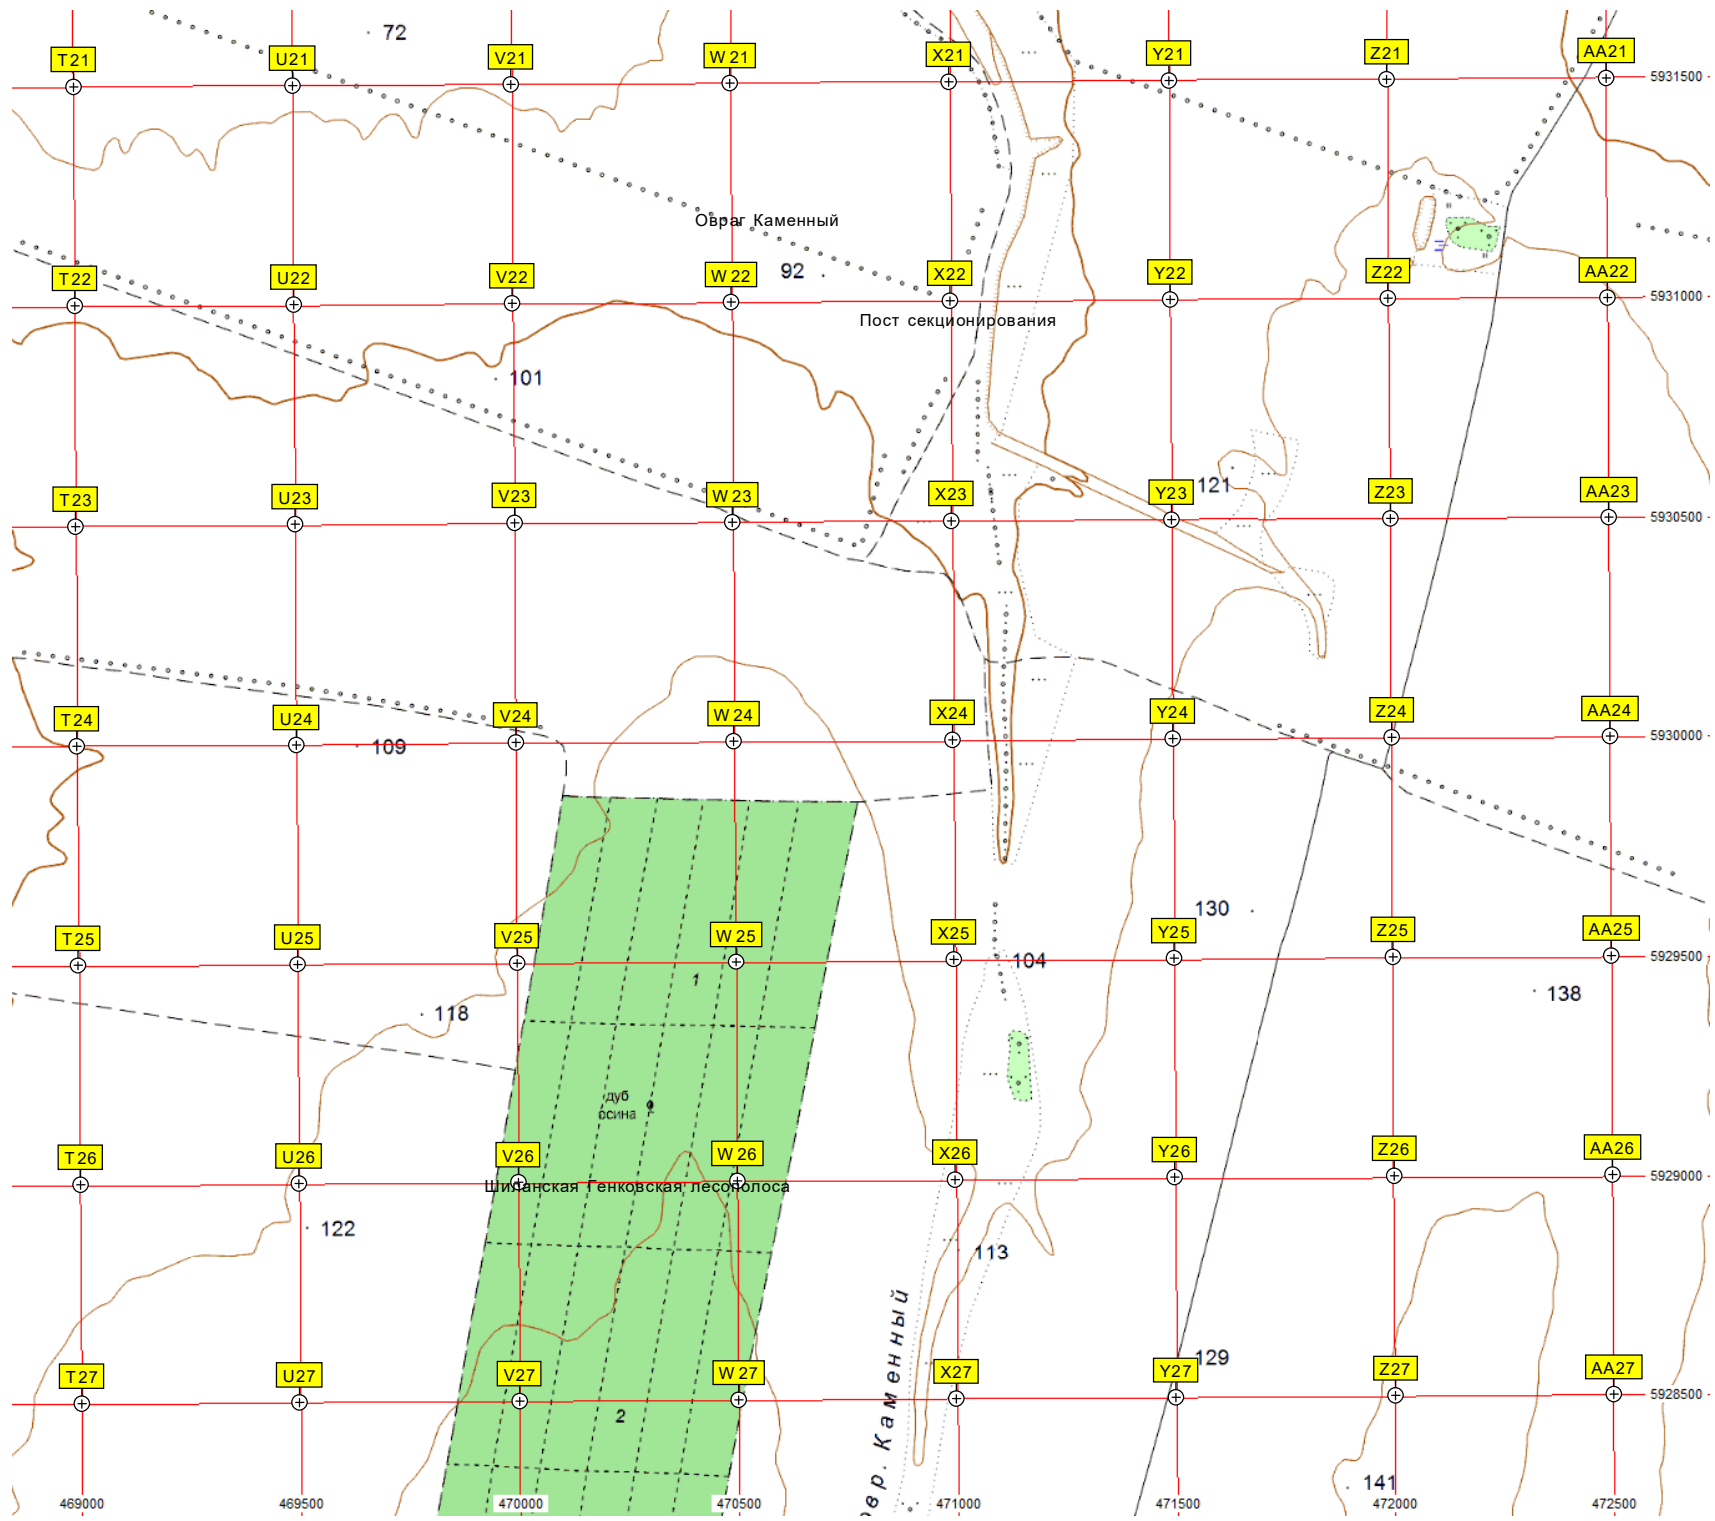 72
T21 U21 V21 W21 X21 Y21 Z21 AA21
5931500
Овраг Каменный
T22 U22 V22 W22 92 X22 Y22 Z22 AA22
5931000
Пост секционирования
101
T23 U23 V23 W23 X23 Y23 121 Z23 AA23
5930500
T24 U24 V24 W24 X24 Y24 Z24 AA24
5930000
109
130
T25 U25 V25 W25 X25 Y25 Z25 AA25
5929500
104
1
138
118
дуб
осина
T26 U26 V26 W26 X26 Y26 Z26 AA26
5929000
Шиланская Генковская лесополоса
122
113
овр. Каменный
129
T27 U27 V27 W27 X27 Y27 Z27 AA27
5928500
2
141
469000 469500 470000 470500 471000 471500 472000 472500